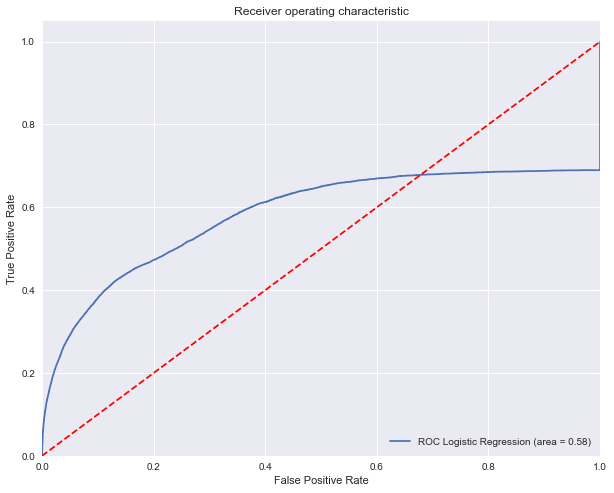 Receiver operating characteristic
1.0
0.8
0.6
0.4
0.2
0.0
True Positive Rate
ROC Logistic Regression (area = 0.58)
0.0 0.2 0.4 0.6 0.8 1.0
False Positive Rate